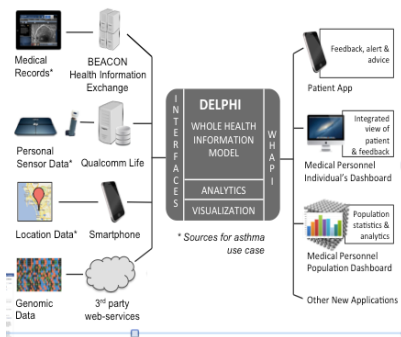 Medical
Records*
BEACON
Health Information
Exchange
Personal
Sensor Data*
Qualcomm Life
Location Data*
Smartphone
Genomic
Data
3rd party
web-services
INTERFACES
DELPHI
WHOLE HEALTH
INFORMATION
MODEL
ANALYTICS
VISUALIZATION
WHAPI
* Sources for asthma
use case
Feedback, alert &
advice
Patient App
Integrated
view of
patient
& feedback
Medical Personnel
Individual's Dashboard
Population
statistics &
analytics
Medical Personnel
Population Dashboard
Other New Applications